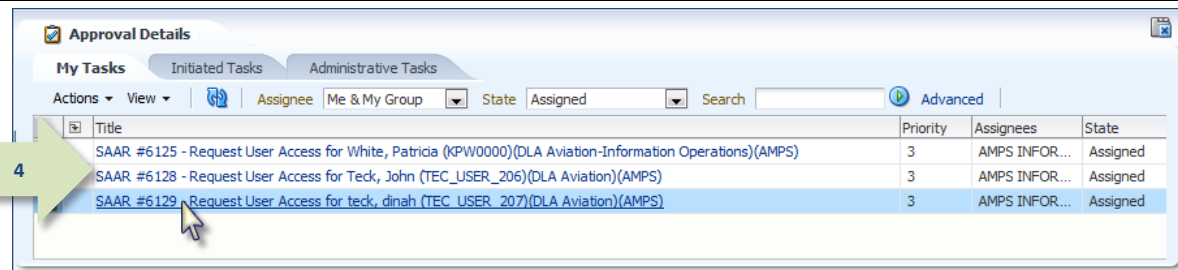 Approval Details
My Tasks Initiated Tasks Administrative Tasks
Actions View Assignee Me & My Group State Assigned Search Advanced
Title Priority Assignees State
SAAR #6125 - Request User Access for White, Patricia (KPW0000)(DLA Aviation-Information Operations)(AMPS) 3 AMPS INFOR... Assigned
4
SAAR #6128 - Request User Access for Teck, John (TEC_USER_206)(DLA Aviation)(AMPS) 3 AMPS INFOR... Assigned
SAAR #6129 - Request User Access for teck, dinah (TEC_USER_207)(DLA Aviation)(AMPS) 3 AMPS INFOR... Assigned